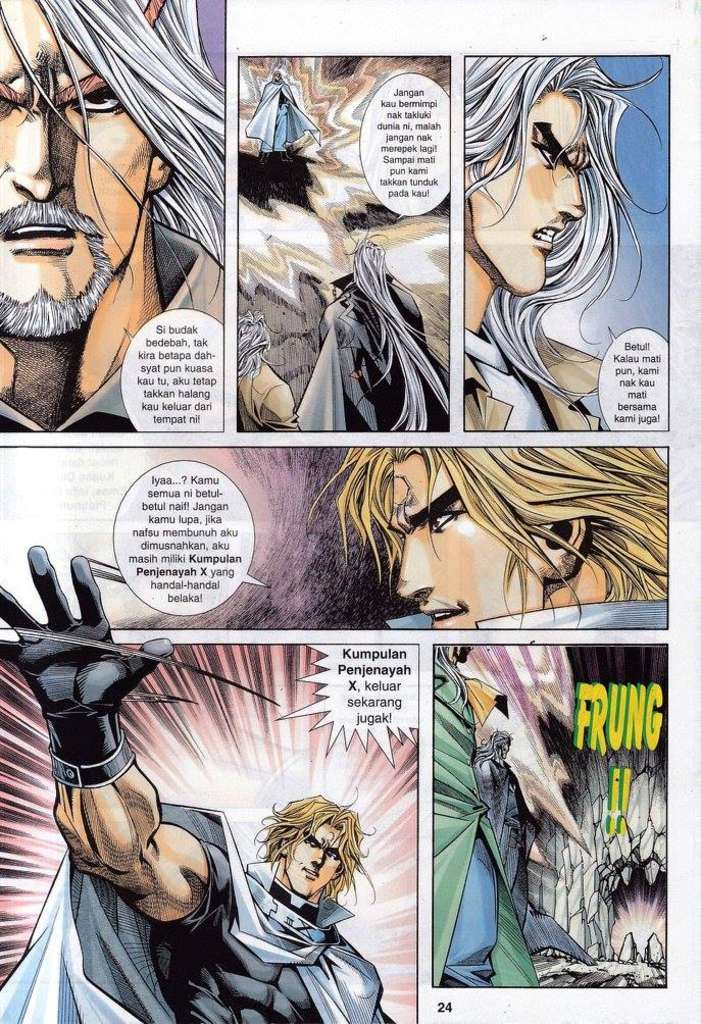 Si budak
bedebah, tak
kira betapa dah-
syat pun kuasa
kau tu, aku tetap
takkan halang
kau keluar dari
tempat ni!
Jangan
kau bermimpi
nak takluki
dunia ni, malah
jangan nak
merepek lagi!
Sampai mati
pun kami
takkan tunduk
pada kau!
Betul!
Kalau mati
pun, kami
nak kau
mati
bersama
kami juga!
Iyaa...? Kamu
semua ni betul-
betul naif! Jangan
kamu lupa, jika
nafsu membunuh aku
dimusnahkan, aku
masih miliki Kumpulan
Penjenayah X yang
handal-handal
belaka!
Kumpulan
Penjenayah
X, keluar
sekarang
jugak!
FRUNG
!!
24